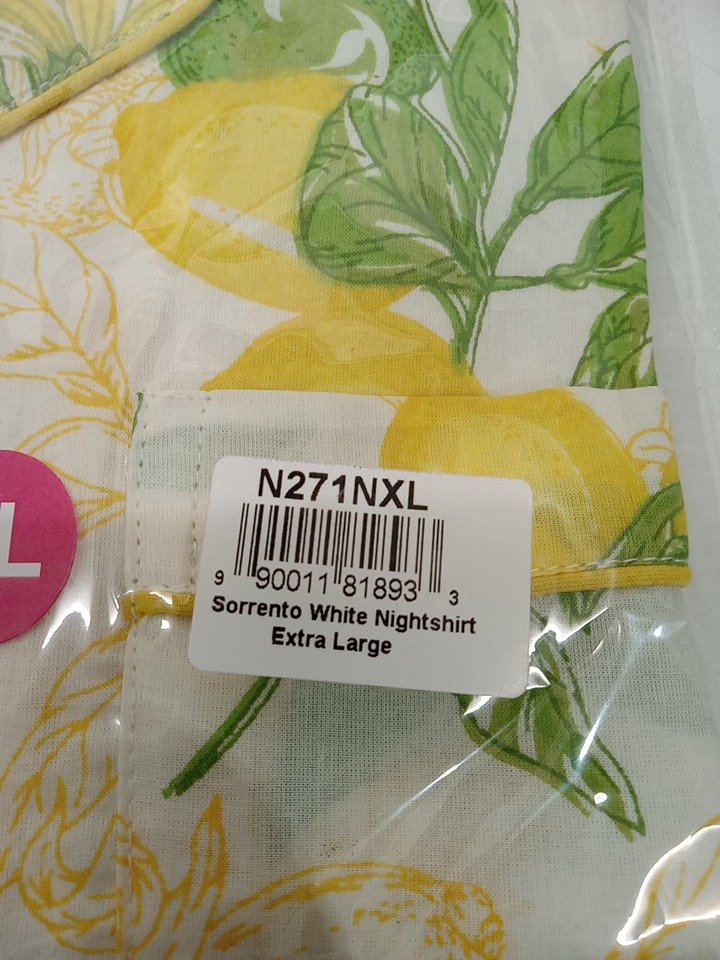 N271NXL
L
9 90011 81893 3
Sorrento White Nightshirt
Extra Large